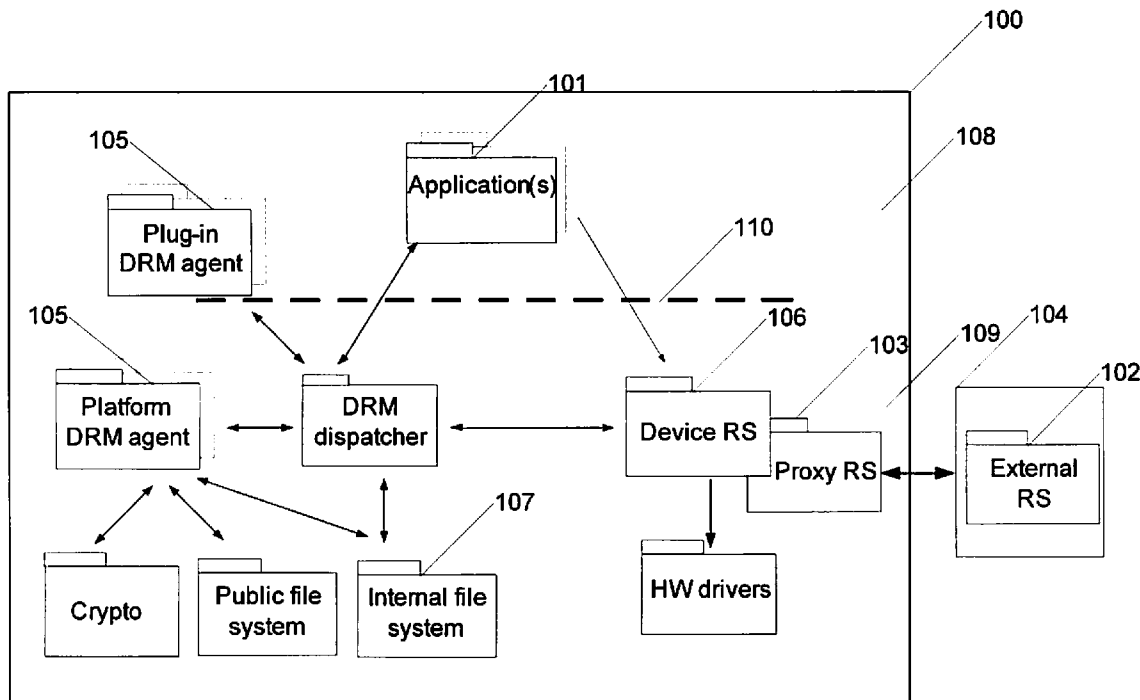 100
101
105
108
Application(s)
Plug-in
DRM agent
110
105
106
104
103
109
102
Platform
DRM agent
DRM
dispatcher
Device RS
Proxy RS
External
RS
107
Crypto
Public file
system
Internal file
system
HW drivers